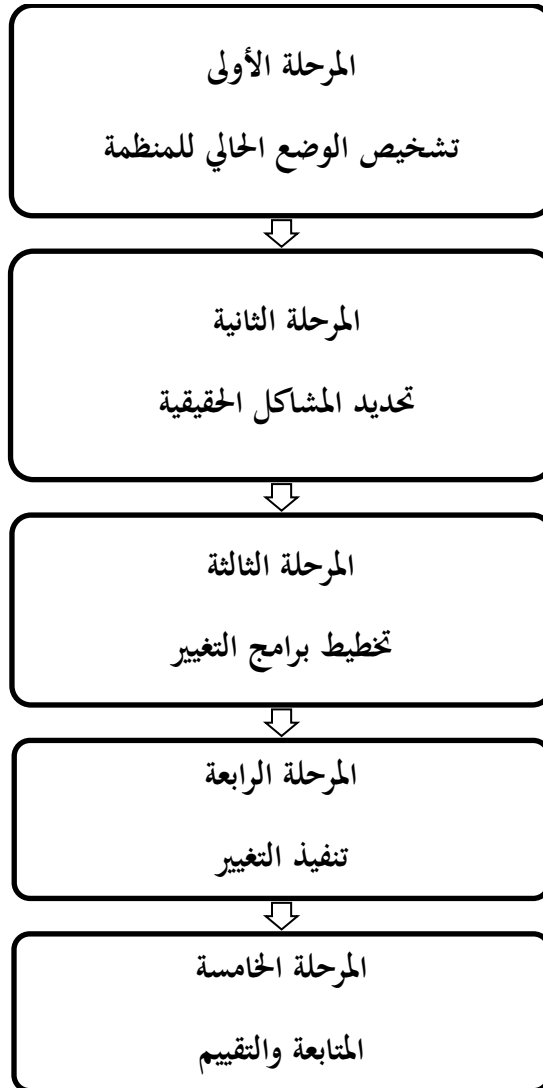 المرحلة الأولى
تشخيص الوضع الحالي للمنظمة
المرحلة الثانية
تحديد المشاكل الحقيقية
المرحلة الثالثة
تخطيط برامج التغيير
المرحلة الرابعة
تنفيذ التغيير
المرحلة الخامسة
المتابعة والتقييم